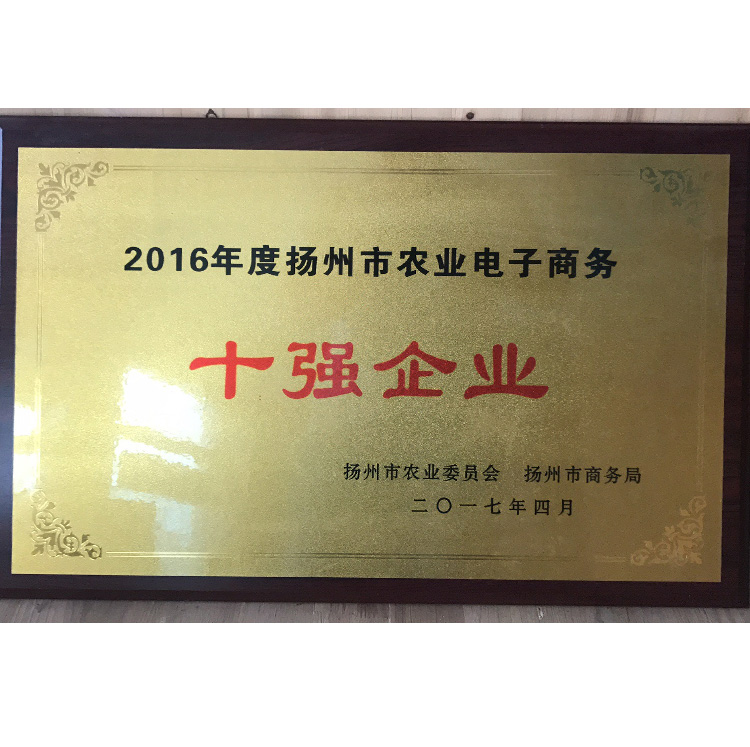 2016年度扬州市农业电子商务
十强企业
扬州市农业委员会 扬州市商务局
二〇一七年四月